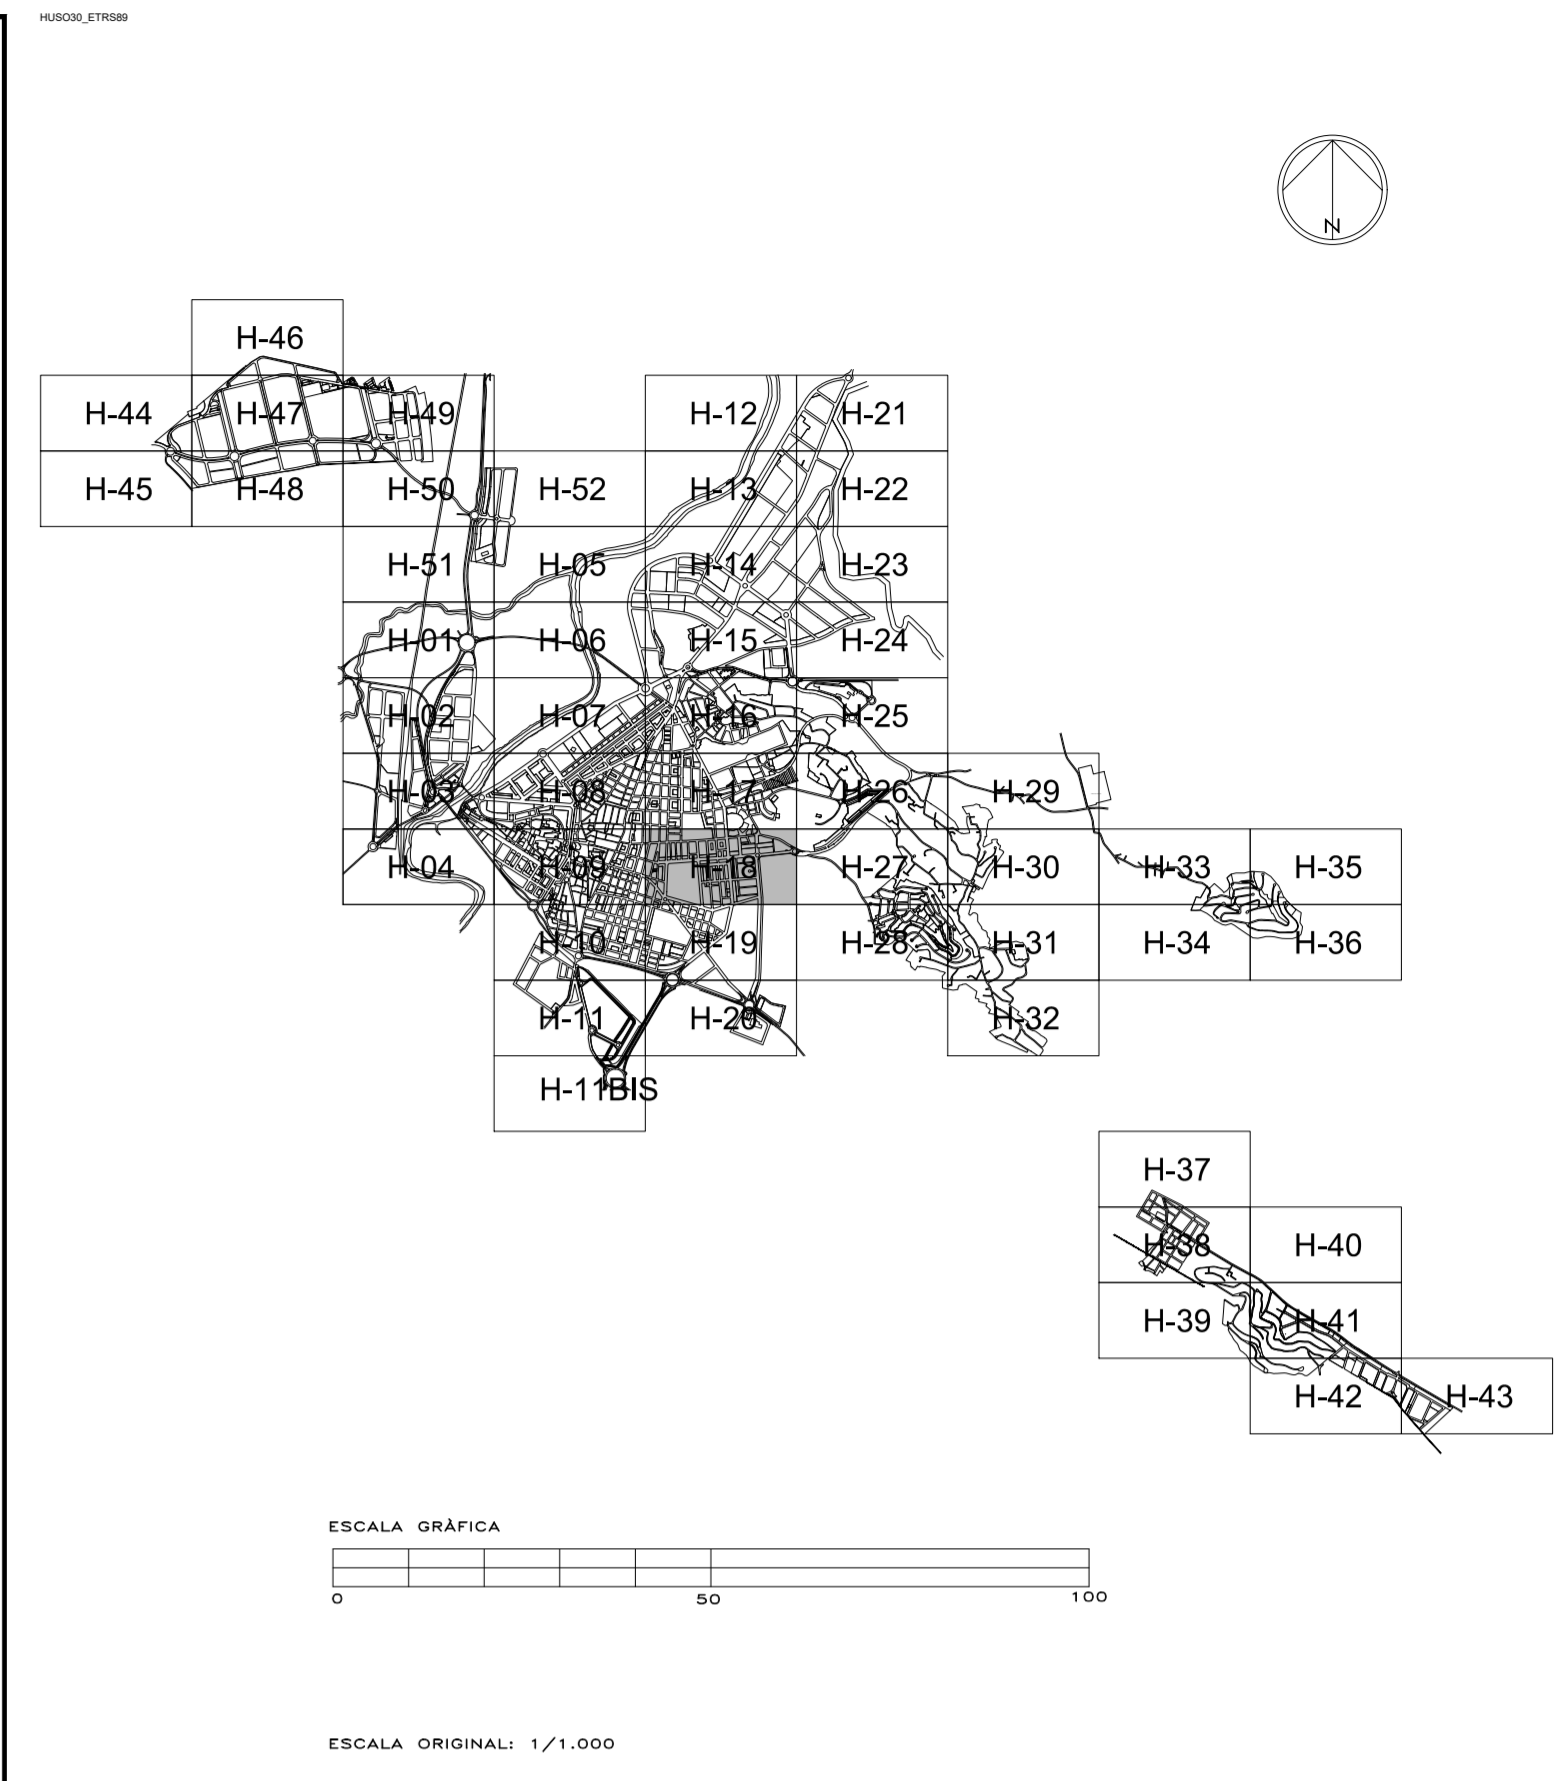 HUSO30_ETRS89
N
H-46
H-44 H-47 H-49 H-12 H-21
H-45 H-48 H-50 H-52 H-13 H-22
H-51 H-05 H-14 H-23
H-01 H-06 H-15 H-24
H-02 H-07 H-16 H-25
H-03 H-08 H-17 H-26 H-29
H-04 H-09 H-18 H-27 H-30 H-33 H-35
H-10 H-19 H-28 H-31 H-34 H-36
H-11 H-20 H-32
H-11BIS
H-37
H-38 H-40
H-39 H-41
H-42 H-43
ESCALA GRÀFICA
0 50 100
ESCALA ORIGINAL: 1/1.000